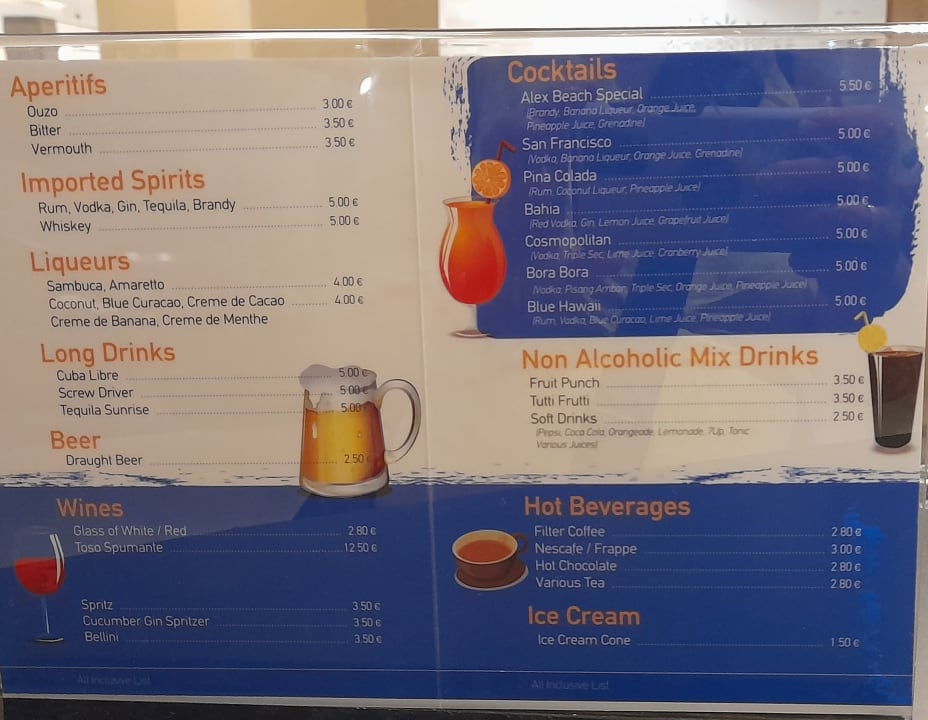 Aperitifs
Ouzo 3.00 €
Bitter 3.50 €
Vermouth 3.50 €
Imported Spirits
Rum, Vodka, Gin, Tequila, Brandy 5.00 €
Whiskey 5.00 €
Liqueurs
Sambuca, Amaretto 4.00 €
Coconut, Blue Curacao, Creme de Cacao 4.00 €
Creme de Banana, Creme de Menthe
Long Drinks
Cuba Libre 5.00 €
Screw Driver 5.00 €
Tequila Sunrise 5.00 €
Beer
Draught Beer 2.50 €
Wines
Glass of White / Red 2.80 €
Toso Spumante 12.50 €
Spritz 3.50 €
Cucumber Gin Spritzer 3.50 €
Bellini 3.50 €
All Inclusive List
Cocktails
Alex Beach Special 5.50 €
(Brandy, Banana Liqueur, Orange Juice,
Pineapple Juice, Grenadine)
San Francisco 5.00 €
(Vodka, Banana Liqueur, Orange Juice, Grenadine)
Pina Colada 5.00 €
(Rum, Coconut Liqueur, Pineapple Juice)
Bahia 5.00 €
(Red Vodka, Gin, Lemon Juice, Grapefruit Juice)
Cosmopolitan 5.00 €
(Vodka, Triple Sec, Lime Juice, Cranberry Juice)
Bora Bora 5.00 €
(Vodka, Pisang Ambon, Triple Sec, Orange Juice, Pineapple Juice)
Blue Hawaii 5.00 €
(Rum, Vodka, Blue Curacao, Lime Juice, Pineapple Juice)
Non Alcoholic Mix Drinks
Fruit Punch 3.50 €
Tutti Frutti 3.50 €
Soft Drinks 2.50 €
(Pepsi, Coca Cola, Orangeade, Lemonade, 7Up, Tonic
Various Juices)
Hot Beverages
Filter Coffee 2.80 €
Nescafe / Frappe 3.00 €
Hot Chocolate 2.80 €
Various Tea 2.80 €
Ice Cream
Ice Cream Cone 1.50 €
All Inclusive List